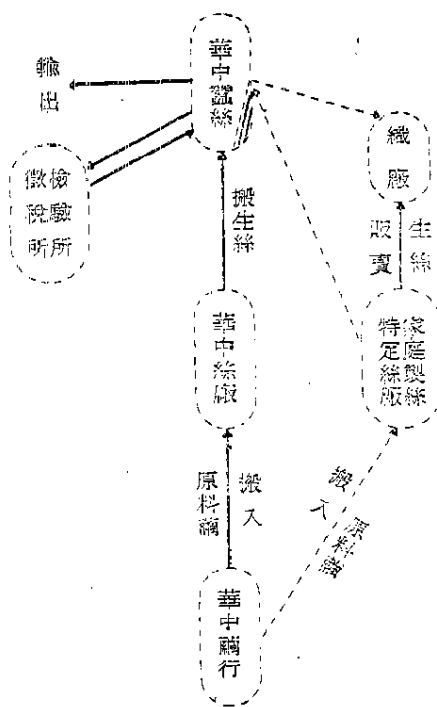 華中蠶絲
輸出
檢驗所
徵稅所
織廠
生絲
販賣
搬生絲
華中絲廠
家庭製絲
特定絲廠
搬入
原料繭
搬入
原料繭
華中繭行